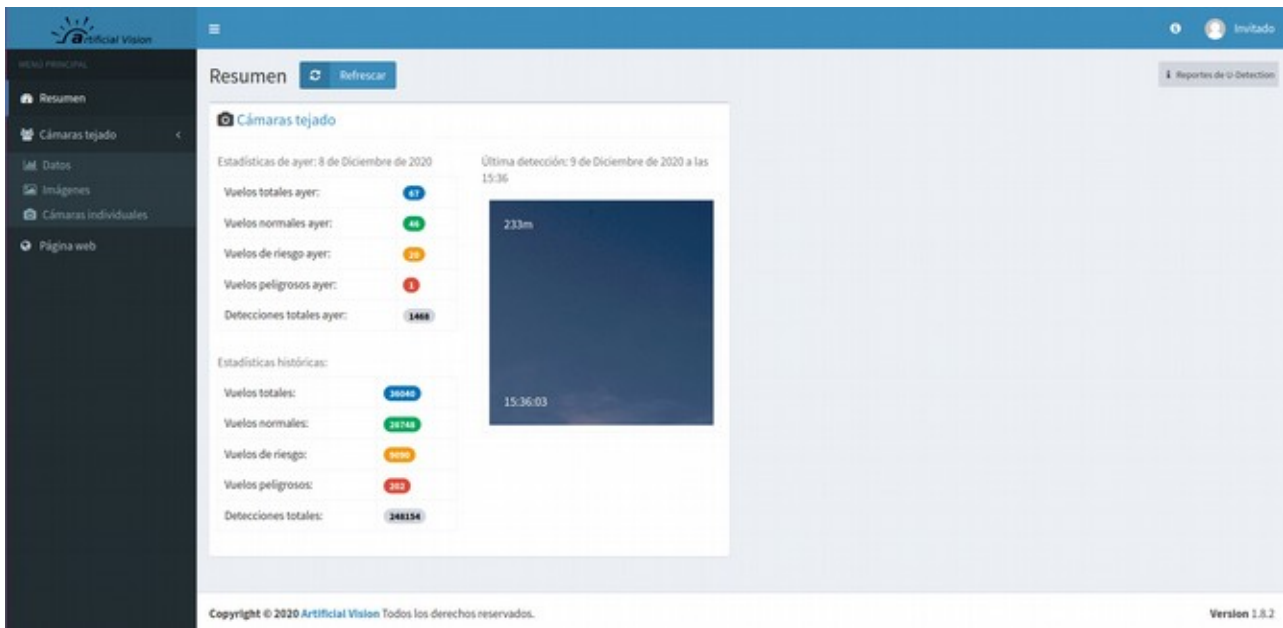 artificial Vision
Invitado
MENÚ PRINCIPAL
Resumen
Refrescar
Reportes de U-Detection
Resumen
Cámaras tejado
Cámaras tejado
Datos
Imágenes
Cámaras individuales
Página web
Estadísticas de ayer: 8 de Diciembre de 2020
Vuelos totales ayer: 67
Vuelos normales ayer: 46
Vuelos de riesgo ayer: 20
Vuelos peligrosos ayer: 1
Detecciones totales ayer: 1468
Estadísticas históricas:
Vuelos totales: 36040
Vuelos normales: 26748
Vuelos de riesgo: 9090
Vuelos peligrosos: 202
Detecciones totales: 248154
Última detección: 9 de Diciembre de 2020 a las
15:36
233m
15:36:03
Copyright © 2020 Artificial Vision Todos los derechos reservados.
Version 1.8.2